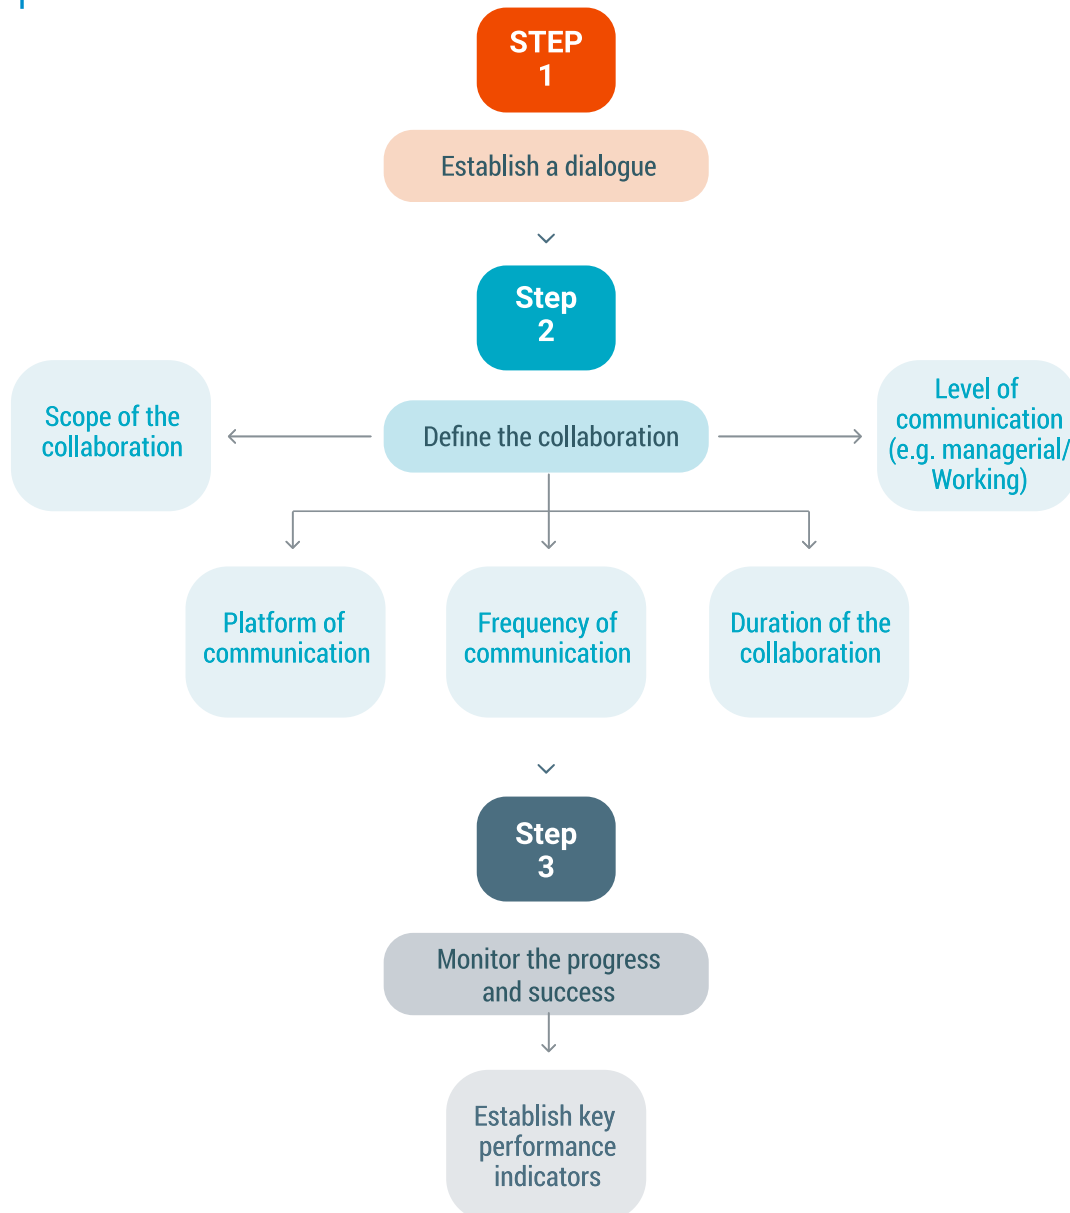 STEP
1
Establish a dialogue
Step
2
Scope of the
collaboration
Define the collaboration
Level of
communication
(e.g. managerial/
Working)
Platform of
communication
Frequency of
communication
Duration of the
collaboration
Step
3
Monitor the progress
and success
Establish key
performance
indicators